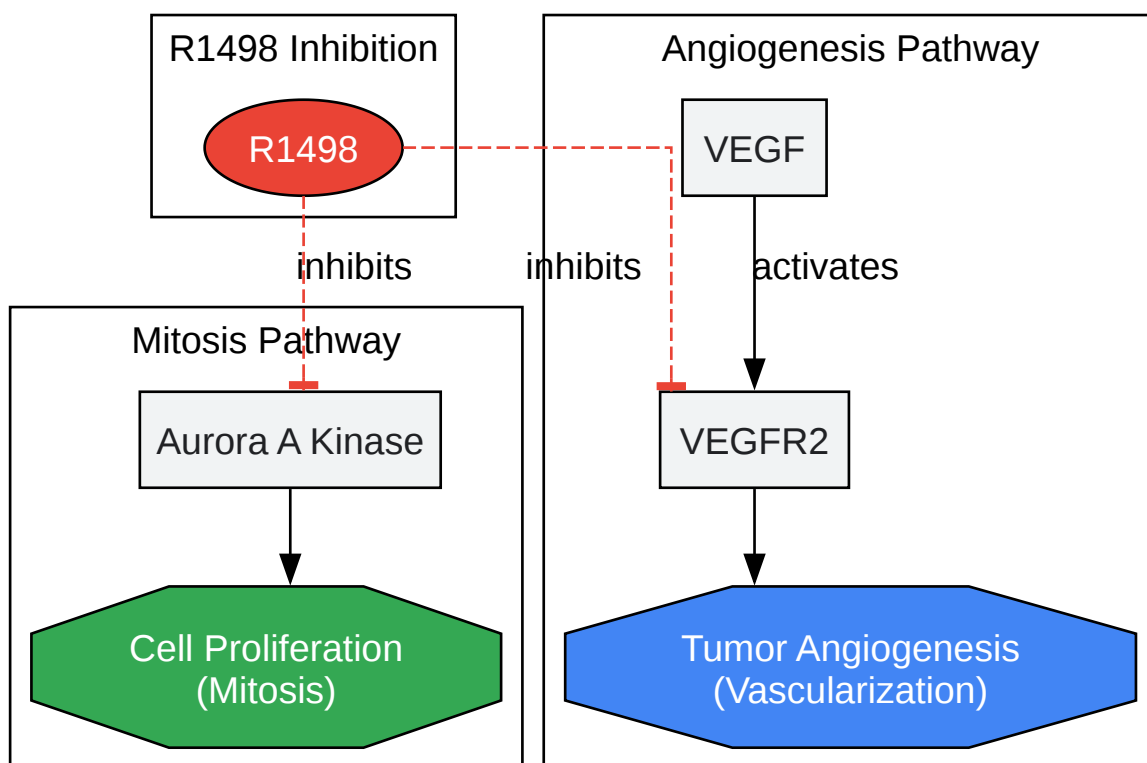 R1498 Inhibition
Angiogenesis Pathway
R1498
VEGF
inhibits
inhibits
activates
Mitosis Pathway
Aurora A Kinase
VEGFR2
Cell Proliferation
(Mitosis)
Tumor Angiogenesis
(Vascularization)